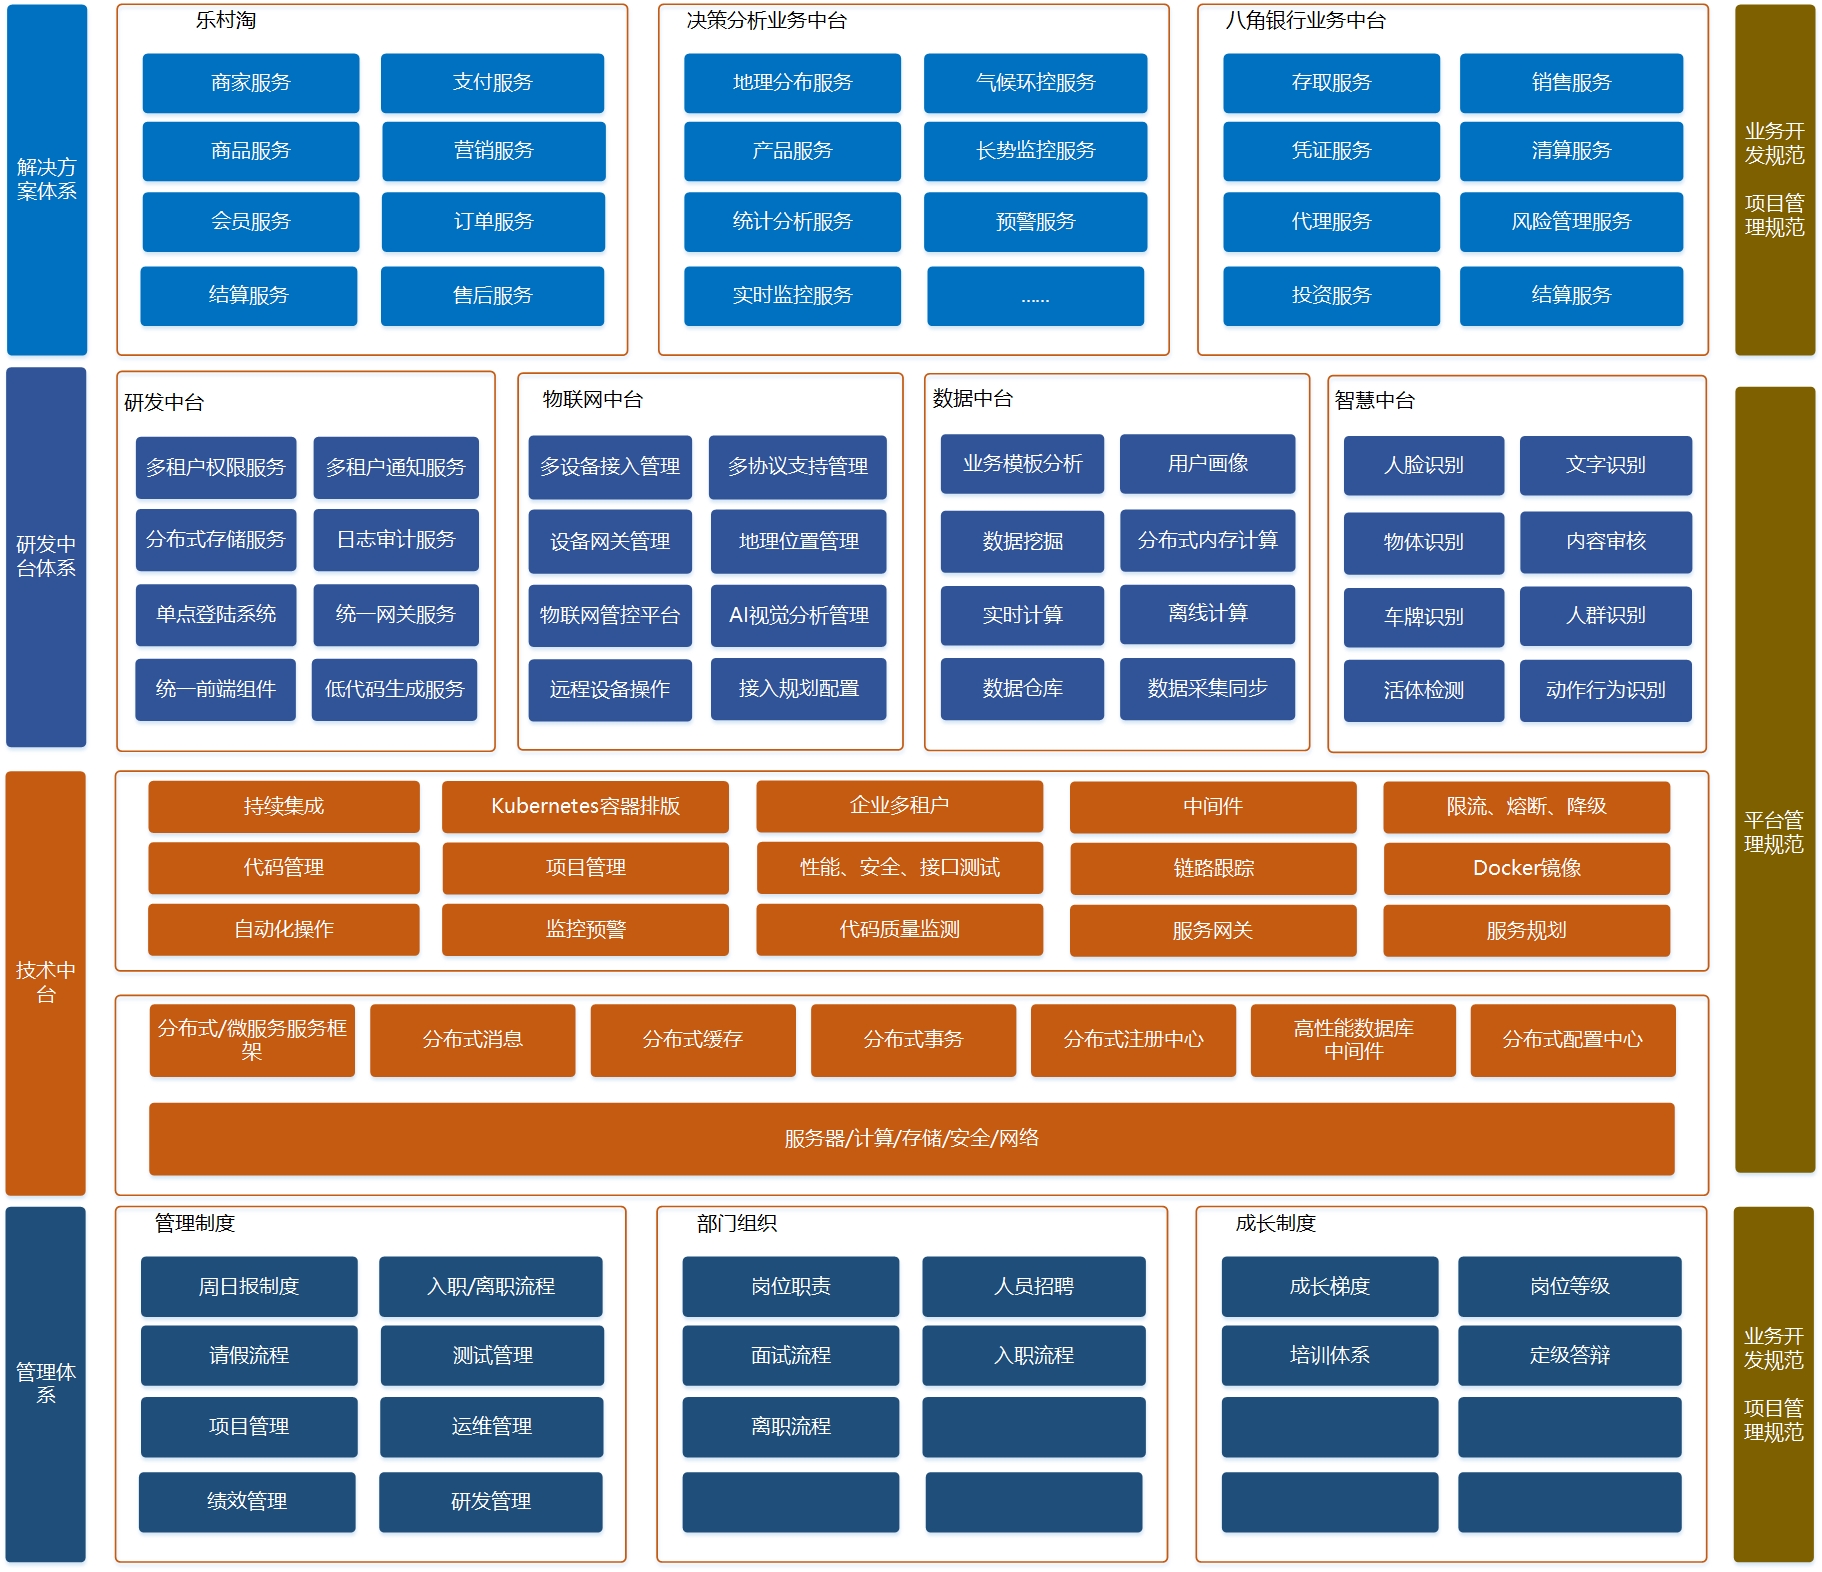 解决方
案体系
乐村淘
商家服务
支付服务
商品服务
营销服务
会员服务
订单服务
结算服务
售后服务
决策分析业务中台
地理分布服务
气候环控服务
产品服务
长势监控服务
统计分析服务
预警服务
实时监控服务
......
八角银行业务中台
存取服务
销售服务
凭证服务
清算服务
代理服务
风险管理服务
投资服务
结算服务
业务开
发规范
项目管
理规范
研发中
台体系
研发中台
多租户权限服务
多租户通知服务
分布式存储服务
日志审计服务
单点登陆系统
统一网关服务
统一前端组件
低代码生成服务
物联网中台
多设备接入管理
多协议支持管理
设备网关管理
地理位置管理
物联网管控平台
AI视觉分析管理
远程设备操作
接入规划配置
数据中台
业务模板分析
用户画像
数据挖掘
分布式内存计算
实时计算
离线计算
数据仓库
数据采集同步
智慧中台
人脸识别
文字识别
物体识别
内容审核
车牌识别
人群识别
活体检测
动作行为识别
平台管
理规范
技术中
台
持续集成
Kubernetes容器排版
企业多租户
中间件
限流、熔断、降级
代码管理
项目管理
性能、安全、接口测试
链路跟踪
Docker镜像
自动化操作
监控预警
代码质量监测
服务网关
服务规划
分布式/微服务服务框
架
分布式消息
分布式缓存
分布式事务
分布式注册中心
高性能数据库
中间件
分布式配置中心
服务器/计算/存储/安全/网络
管理体
系
管理制度
周日报制度
入职/离职流程
请假流程
测试管理
项目管理
运维管理
绩效管理
研发管理
部门组织
岗位职责
人员招聘
面试流程
入职流程
离职流程
成长制度
成长梯度
岗位等级
培训体系
定级答辩
业务开
发规范
项目管
理规范